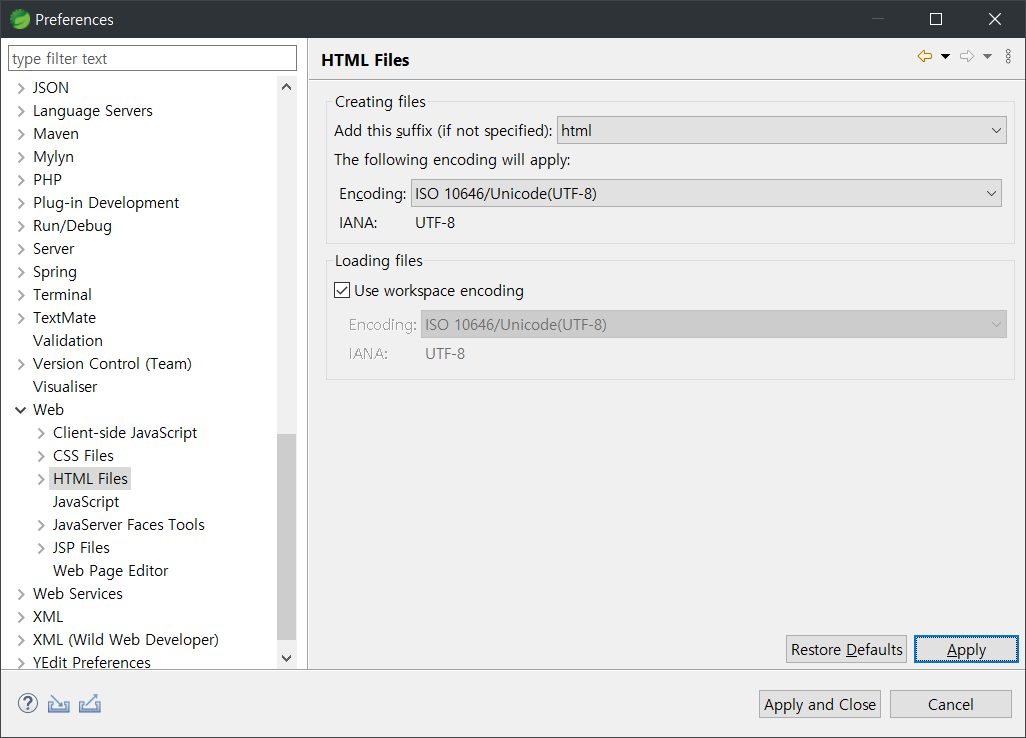 Preferences
type filter text
JSON
Language Servers
Maven
Mylyn
PHP
Plug-in Development
Run/Debug
Server
Spring
Terminal
TextMate
Validation
Version Control (Team)
Visualiser
Web
Client-side JavaScript
CSS Files
HTML Files
JavaScript
JavaServer Faces Tools
JSP Files
Web Page Editor
Web Services
XML
XML (Wild Web Developer)
YEdit Preferences
HTML Files
Creating files
Add this suffix (if not specified): html
The following encoding will apply:
Encoding: ISO 10646/Unicode(UTF-8)
IANA: UTF-8
Loading files
Use workspace encoding
Encoding: ISO 10646/Unicode(UTF-8)
IANA: UTF-8
Restore Defaults Apply
? Apply and Close Cancel